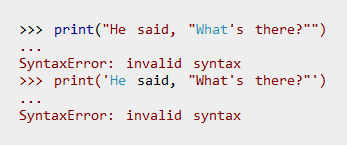 >>> print("He said, "What's there?"")
...
SyntaxError: invalid syntax
>>> print('He said, "What's there?"')
...
SyntaxError: invalid syntax